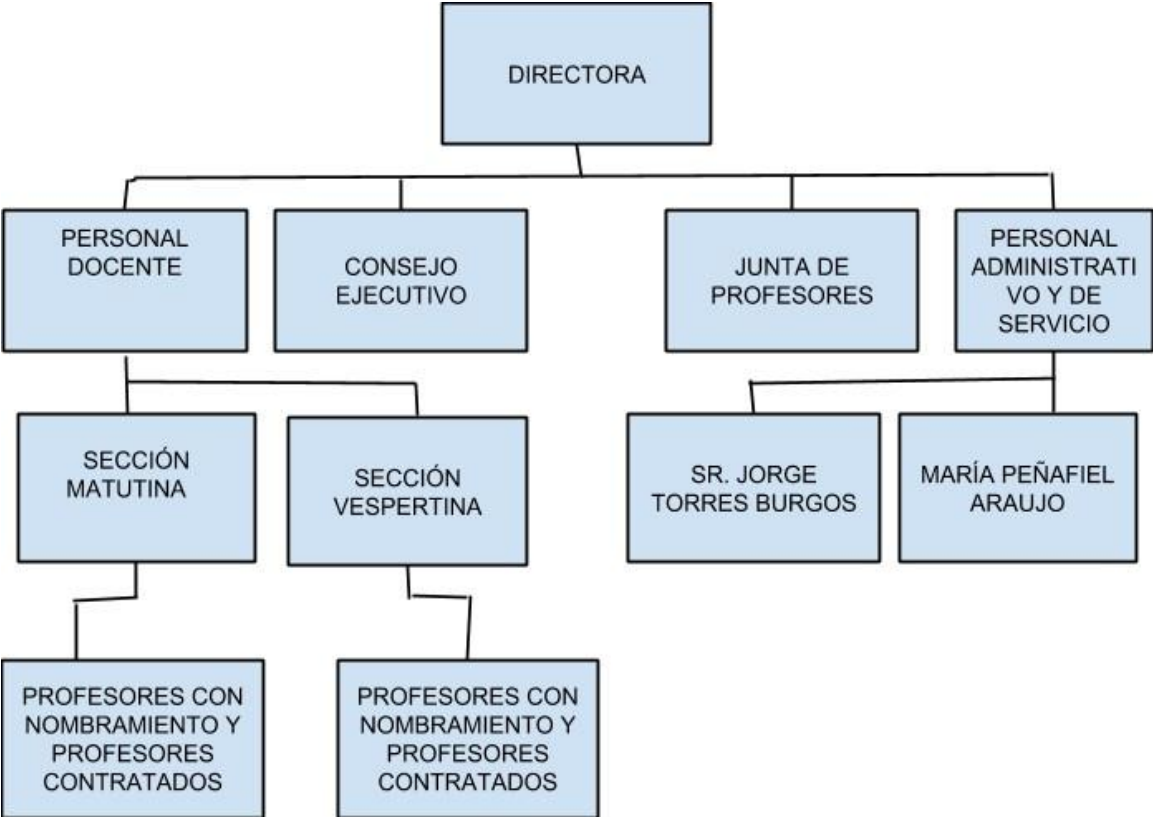 DIRECTORA
PERSONAL
DOCENTE
CONSEJO
EJECUTIVO
JUNTA DE
PROFESORES
PERSONAL
ADMINISTRATI
VO Y DE
SERVICIO
SECCIÓN
MATUTINA
SECCIÓN
VESPERTINA
SR. JORGE
TORRES BURGOS
MARÍA PEÑAFIEL
ARAUJO
PROFESORES CON
NOMBRAMIENTO Y
PROFESORES
CONTRATADOS
PROFESORES CON
NOMBRAMIENTO Y
PROFESORES
CONTRATADOS